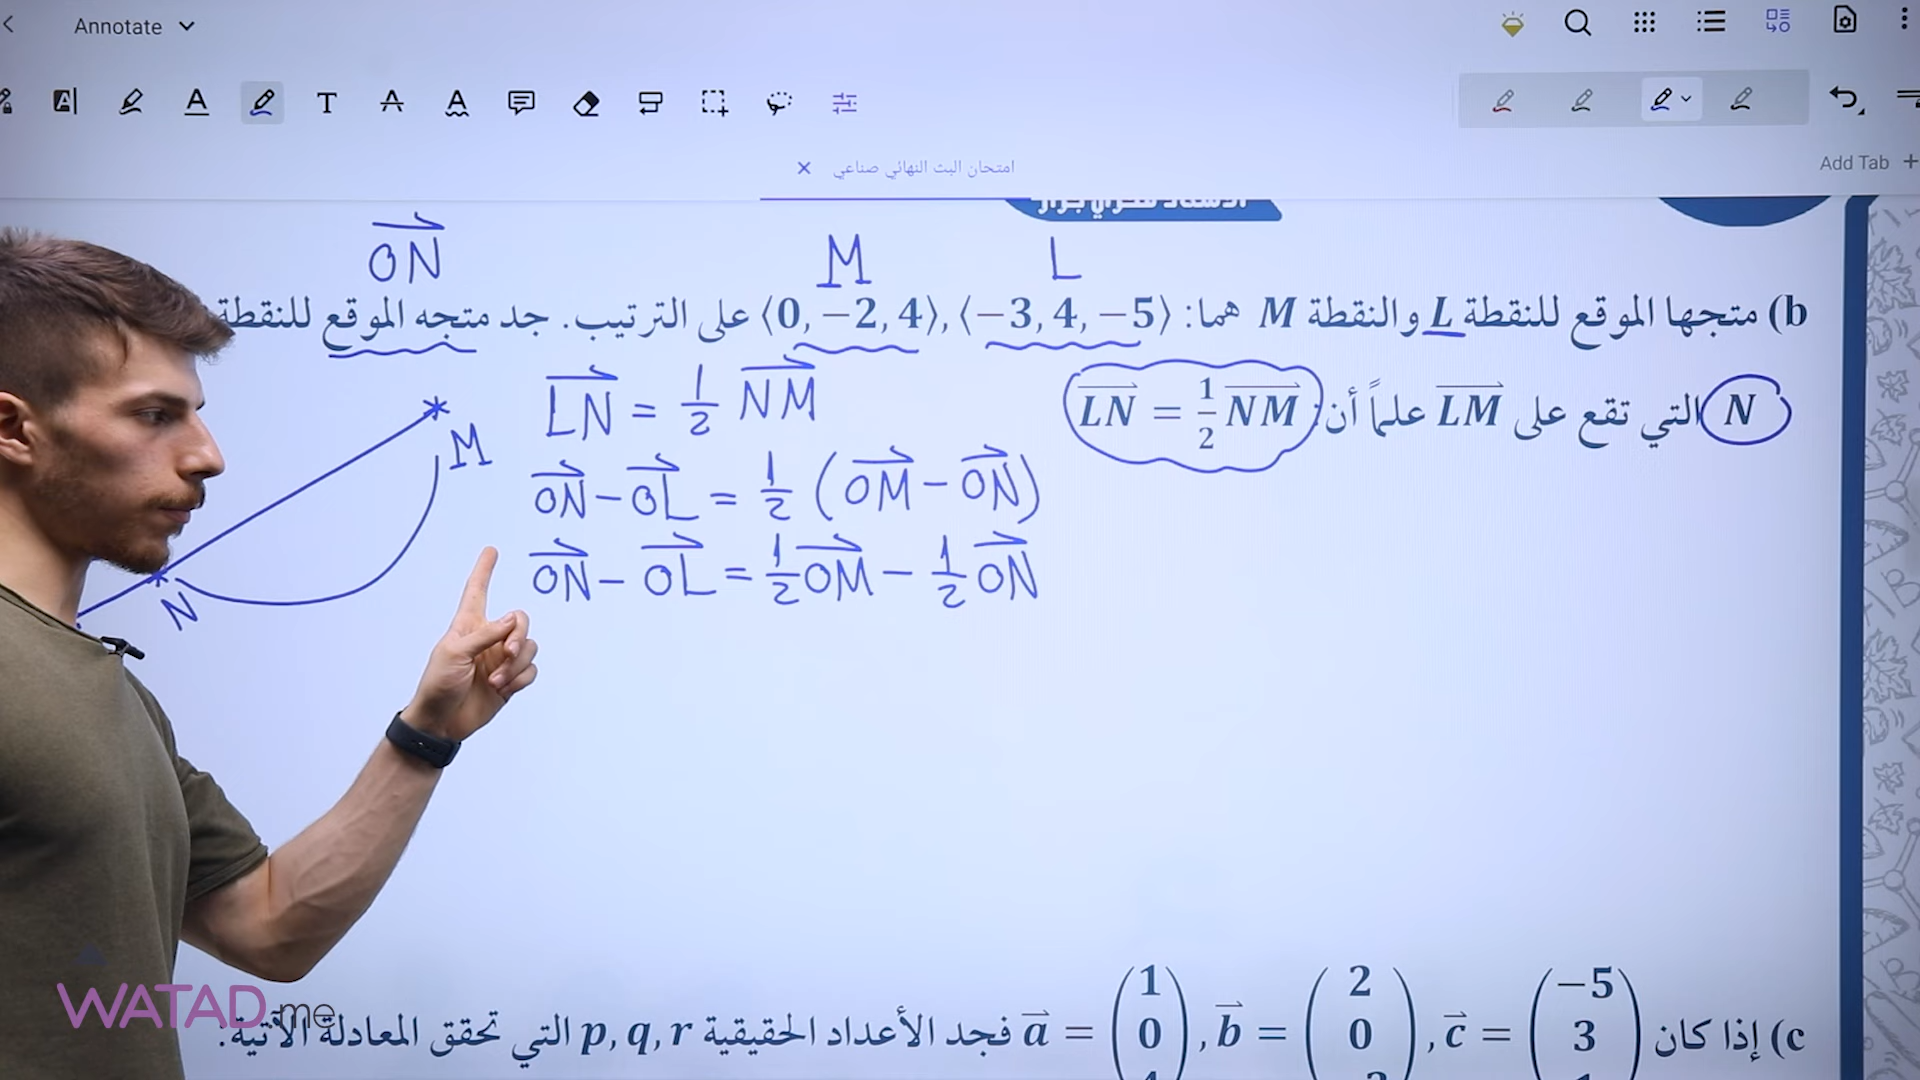 Annotate
Add Tab +
امتحان البث النهائي صناعي
ON
M
L
b) متجها الموقع للنقطة L والنقطة M هما: ⟨−3, 4, −5⟩, ⟨0, −2, 4⟩ على الترتيب. جد متجه الموقع للنقطة
N التي تقع على LM علماً أن: LN = 1/2 NM
LN = 1/2 NM
ON − OL = 1/2 (OM − ON)
ON − OL = 1/2 OM − 1/2 ON
M
N
c) إذا كان c = (−5 3, b = (2 0, a = (1 0 فجد الأعداد الحقيقية p, q, r التي تحقق المعادلة الآتية:
WATAD.me